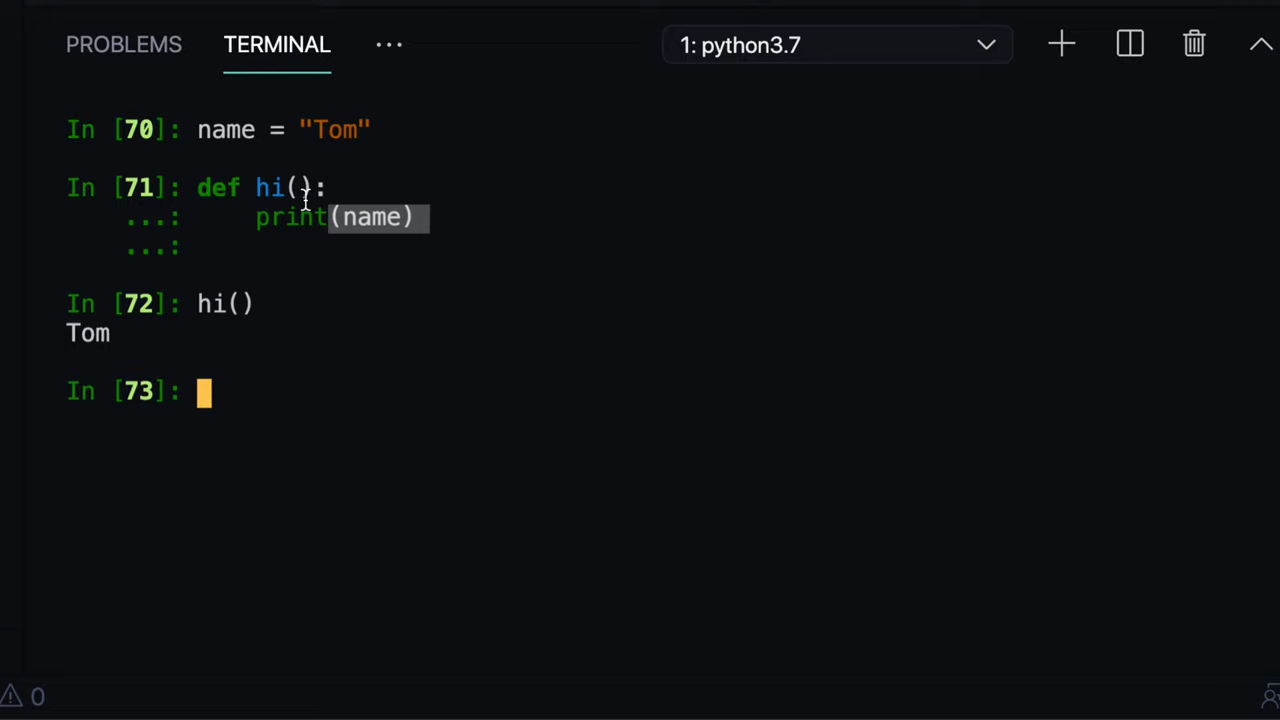 PROBLEMS TERMINAL ... 1: python3.7
In [70]: name = "Tom"
In [71]: def hi():
...: print(name)
...:
In [72]: hi()
Tom
In [73]:
0